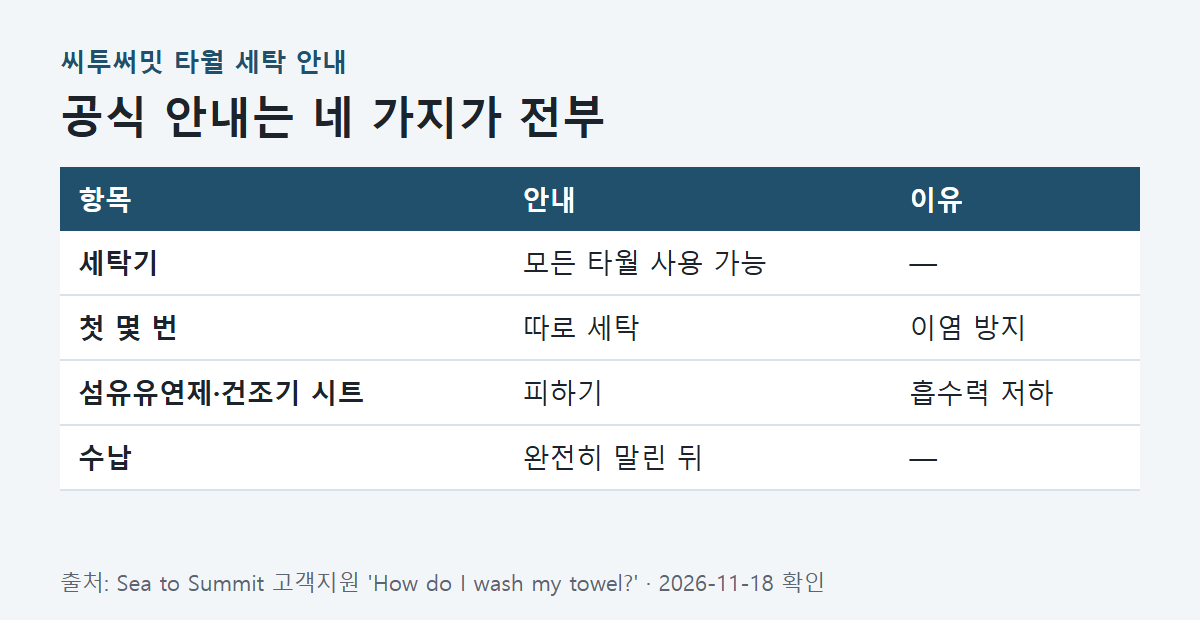 씨투써밋 타월 세탁 안내
공식 안내는 네 가지가 전부
항목 안내 이유
세탁기 모든 타월 사용 가능 —
첫 몇 번 따로 세탁 이염 방지
섬유유연제·건조기 시트 피하기 흡수력 저하
수납 완전히 말린 뒤 —
출처: Sea to Summit 고객지원 'How do I wash my towel?' · 2026-11-18 확인